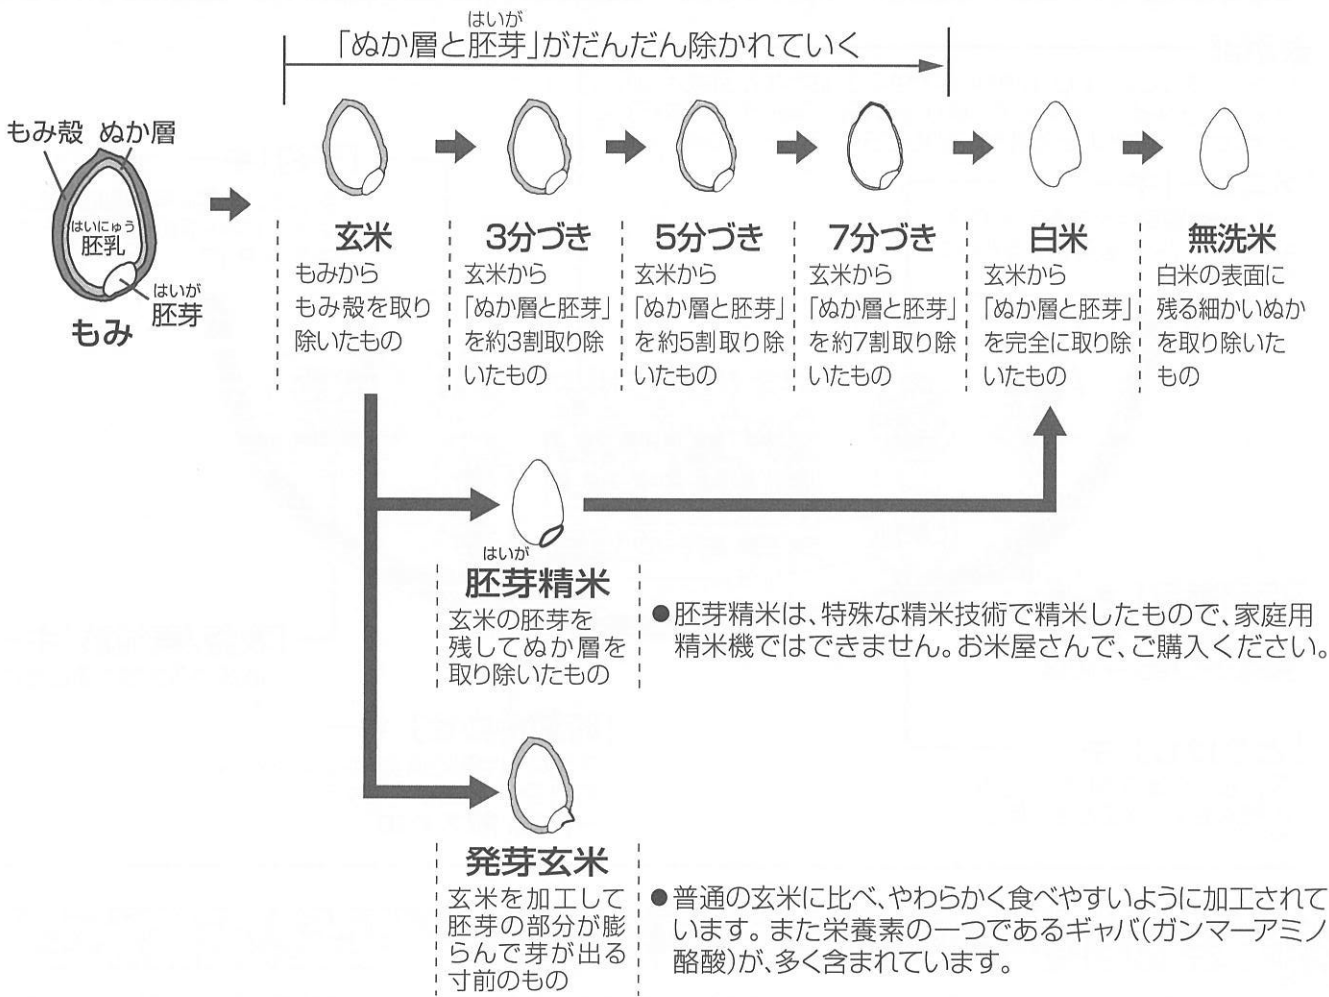 はいが
「ぬか層と胚芽」がだんだん除かれていく
もみ殻 ぬか層
はいにゅう
胚乳
はいが
胚芽
もみ
玄米
もみから
もみ殻を取り
除いたもの
3分づき
玄米から
「ぬか層と胚芽」
を約3割取り除
いたもの
5分づき
玄米から
「ぬか層と胚芽」
を約5割取り除
いたもの
7分づき
玄米から
「ぬか層と胚芽」
を約7割取り除
いたもの
白米
玄米から
「ぬか層と胚芽」
を完全に取り除
いたもの
無洗米
白米の表面に
残る細かいぬか
を取り除いた
もの
はいが
胚芽精米
玄米の胚芽を
残してぬか層を
取り除いたもの
●胚芽精米は、特殊な精米技術で精米したもので、家庭用
精米機ではできません。お米屋さんで、ご購入ください。
発芽玄米
玄米を加工して
胚芽の部分が膨
らんで芽が出る
寸前のもの
●普通の玄米に比べ、やわらかく食べやすいように加工されて
います。また栄養素の一つであるギャバ(ガンマーアミノ
酪酸)が、多く含まれています。